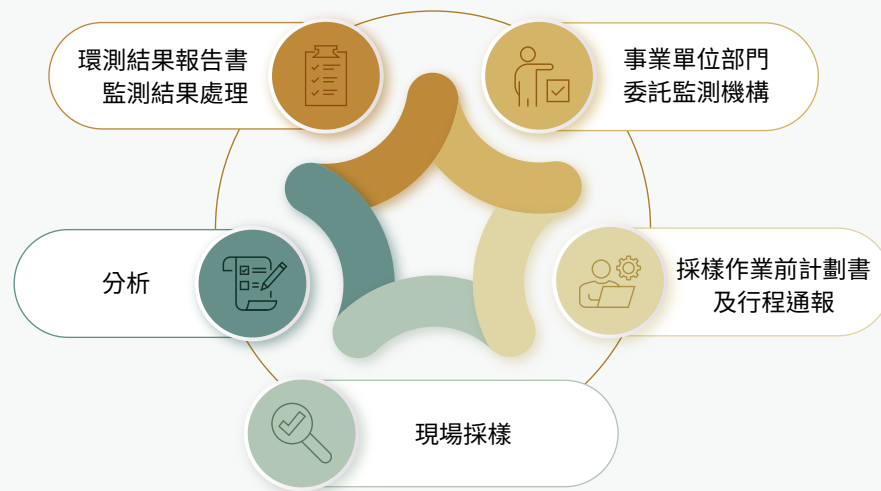 環測結果報告書
監測結果處理
事業單位部門
委託監測機構
分析
採樣作業前計劃書
及行程通報
現場採樣